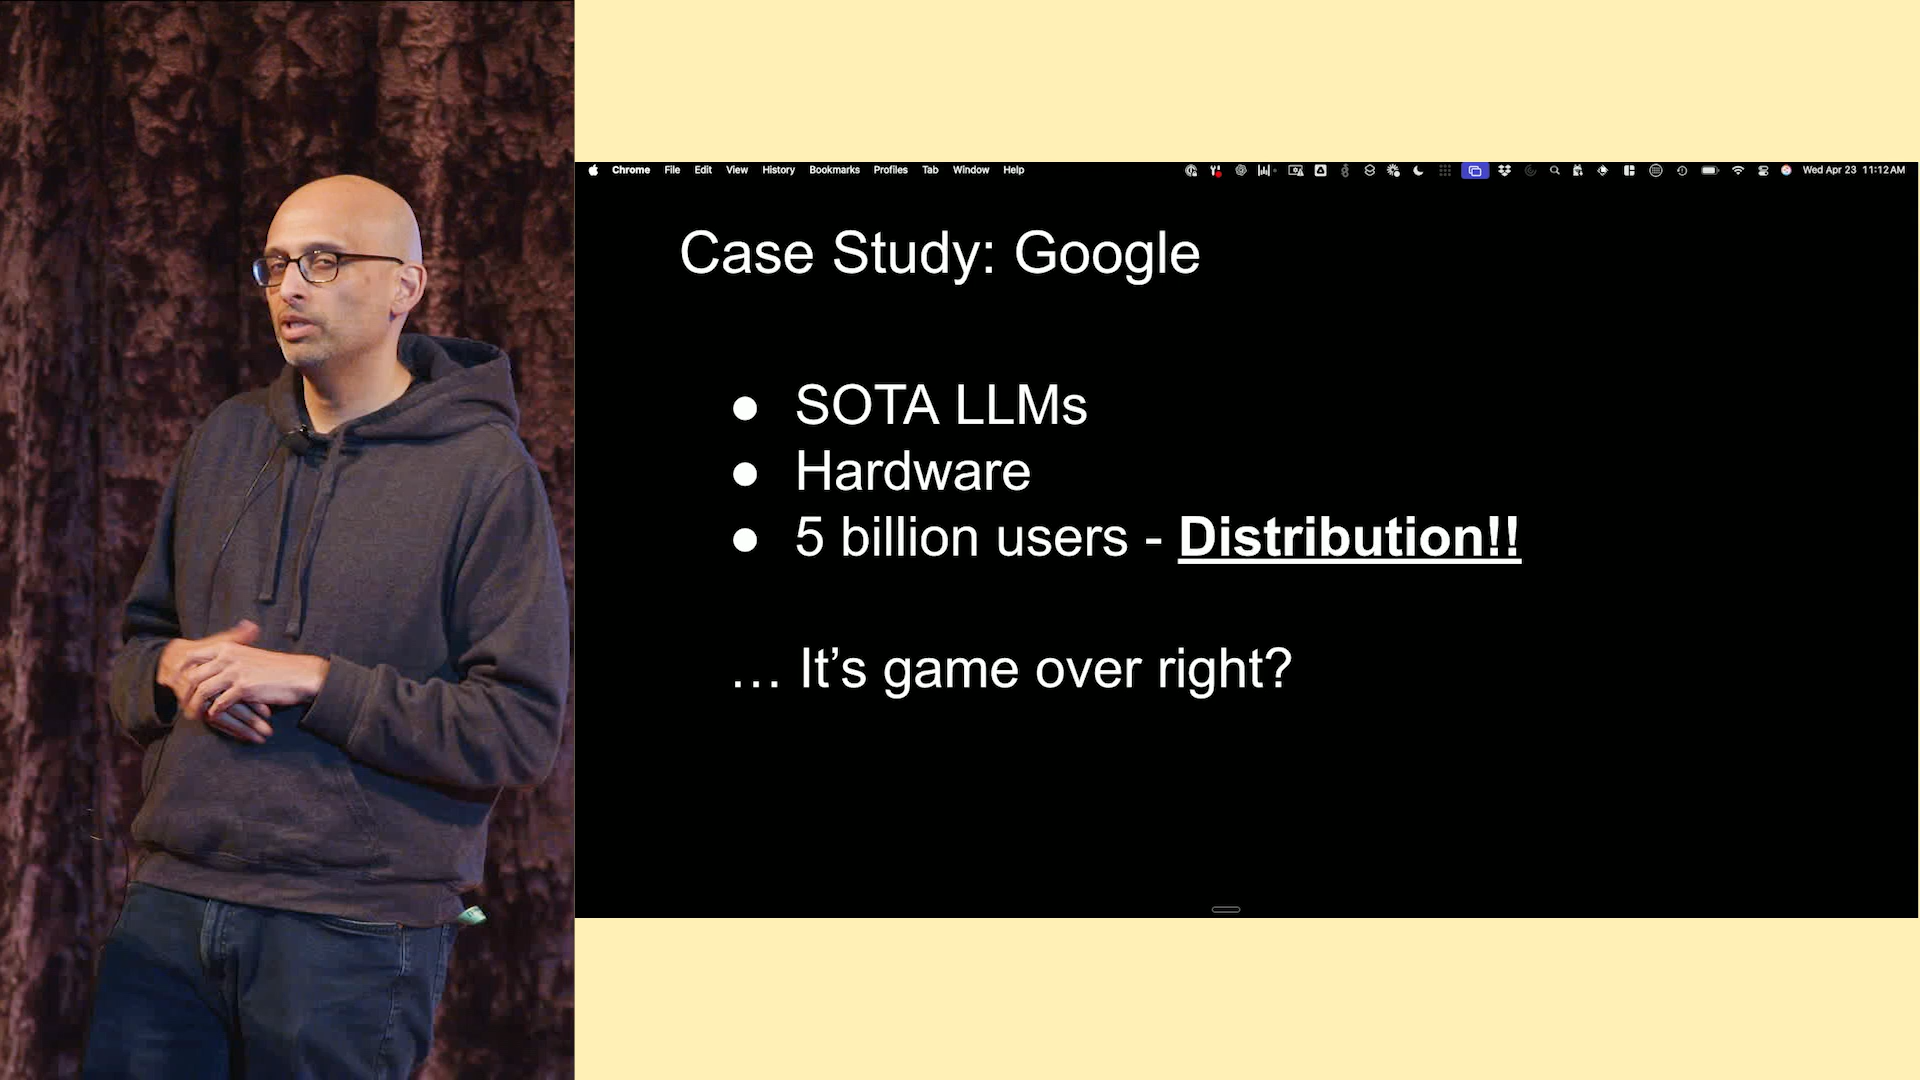 Chrome File Edit View History Bookmarks Profiles Tab Window Help Wed Apr 23 11:12 AM
Case Study: Google
● SOTA LLMs
● Hardware
● 5 billion users - Distribution!!
… It’s game over right?